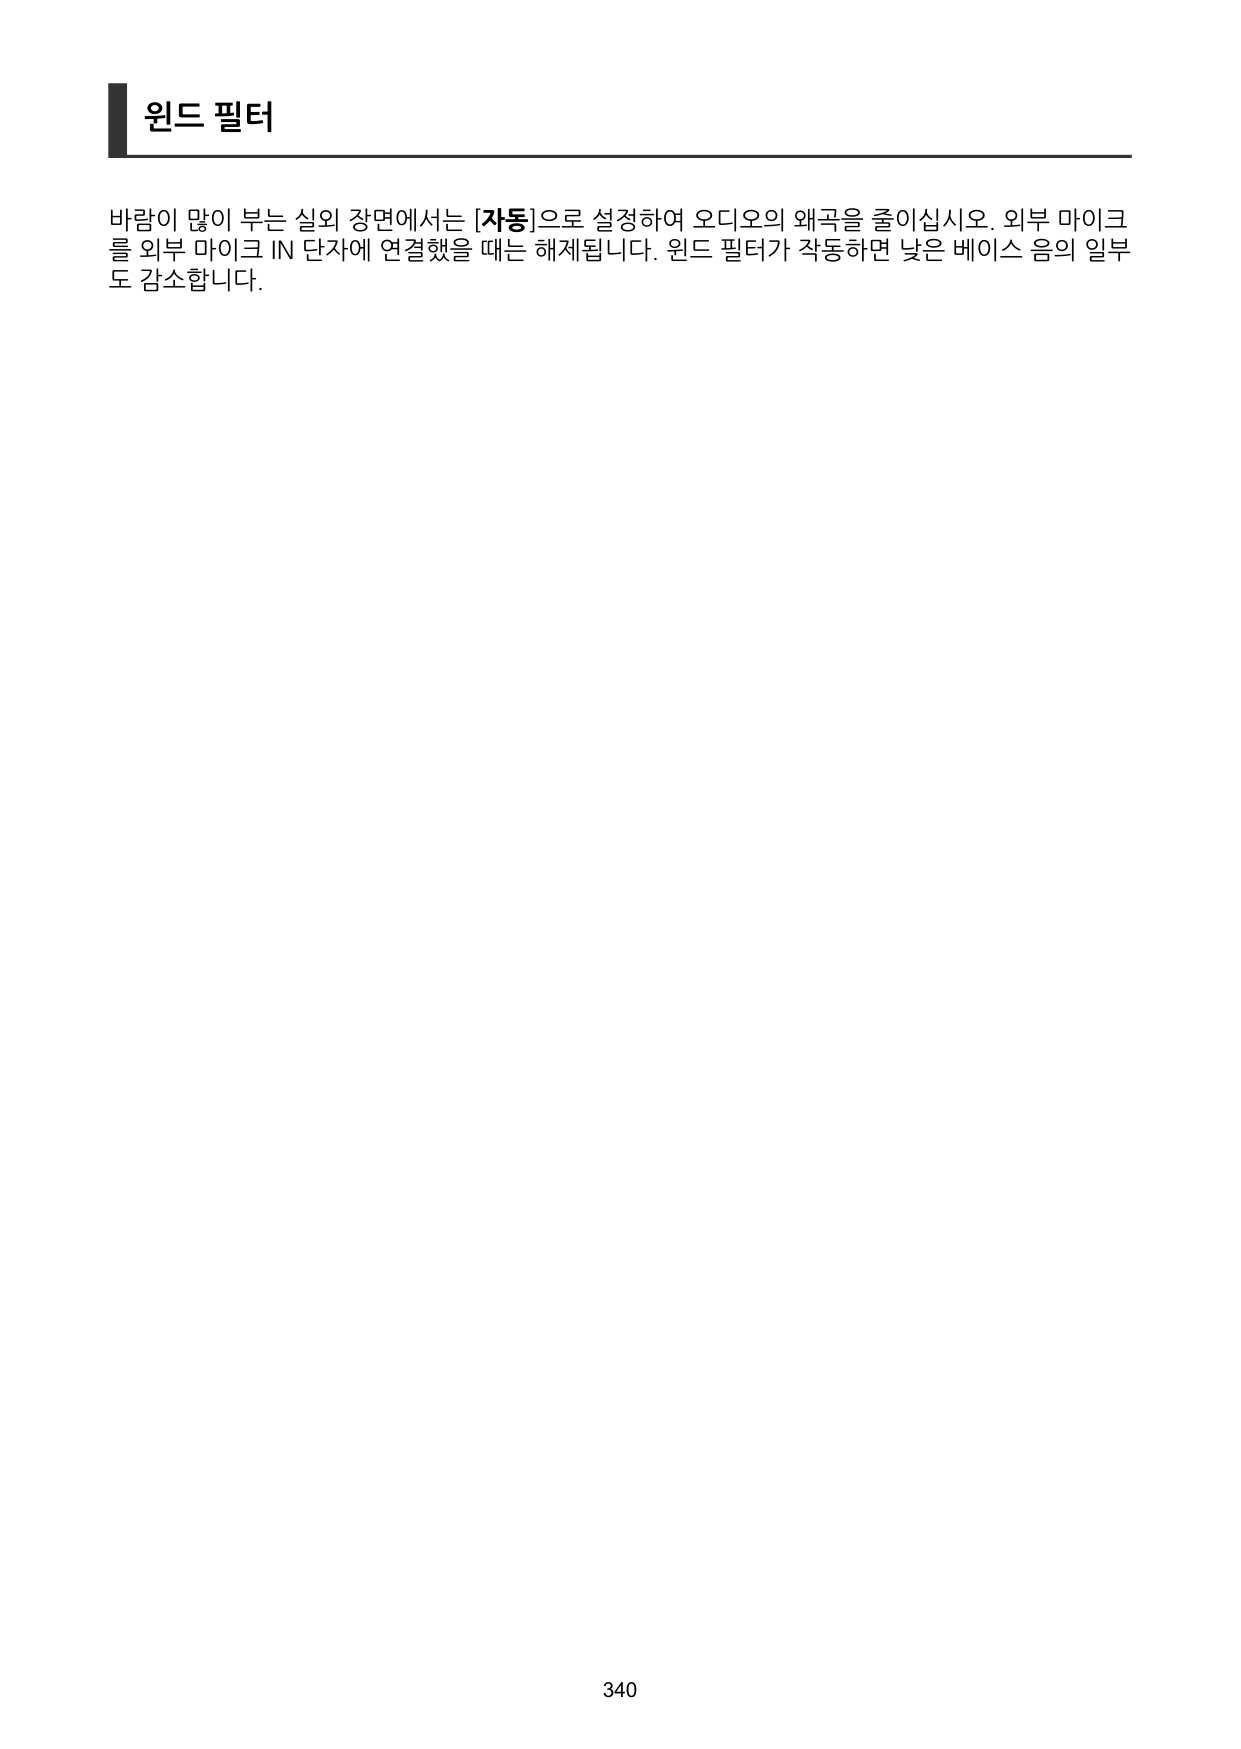 윈드 필터
바람이 많이 부는 실외 장면에서는 [자동]으로 설정하여 오디오의 왜곡을 줄이십시오. 외부 마이크
를 외부 마이크 IN 단자에 연결했을 때는 해제됩니다. 윈드 필터가 작동하면 낮은 베이스 음의 일부
도 감소합니다.
340